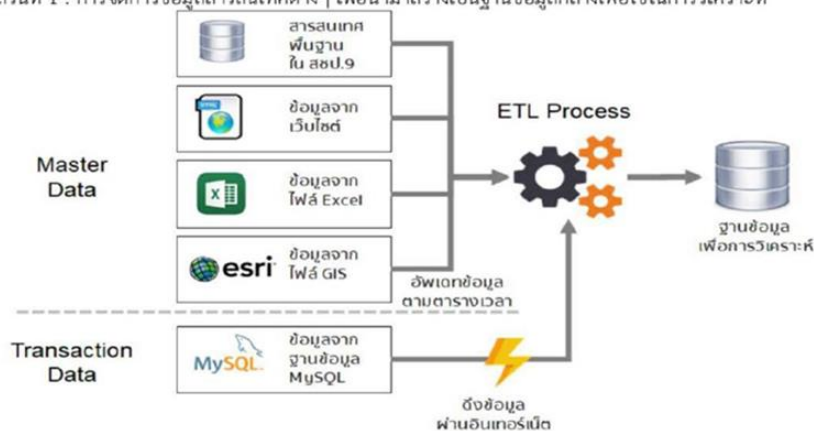 สารสนเทศ
พื้นฐาน
ใน สชป.9
HTML
ข้อมูลจาก
เว็บไซต์
ETL Process
Master
Data
X
ข้อมูลจาก
ไฟล์ Excel
ฐานข้อมูล
เพื่อการวิเคราะห์
esri
ข้อมูลจาก
ไฟล์ GIS
อัพเดทข้อมูล
ตามตารางเวลา
Transaction
Data
MySQL
ข้อมูลจาก
ฐานข้อมูล
MySQL
ดึงข้อมูล
ผ่านอินเทอร์เน็ต